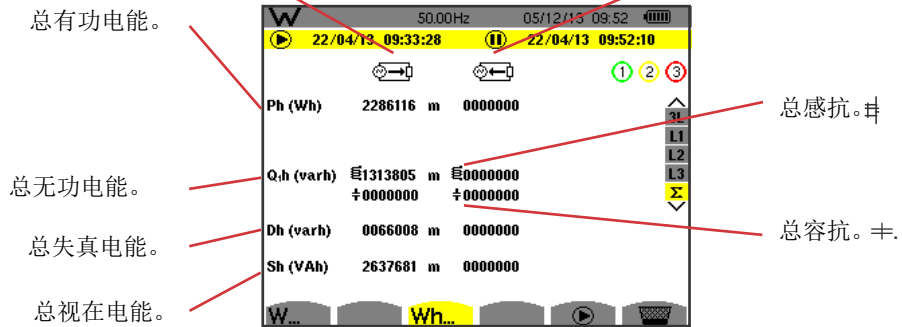 W 50.00Hz 05/12/13 09:52
22/04/13 09:33:28 22/04/13 09:52:10
1 2 3
总有功电能。
Ph (Wh) 2286116 m 0000000
3L
L1
L2
L3
Σ
总感抗。
总无功电能。
Q₁h (varh) 1313805 m 0000000
0000000 0000000
总容抗。
总失真电能。
Dh (varh) 0066008 m 0000000
总视在电能。
Sh (VAh) 2637681 m 0000000
W... Wh...